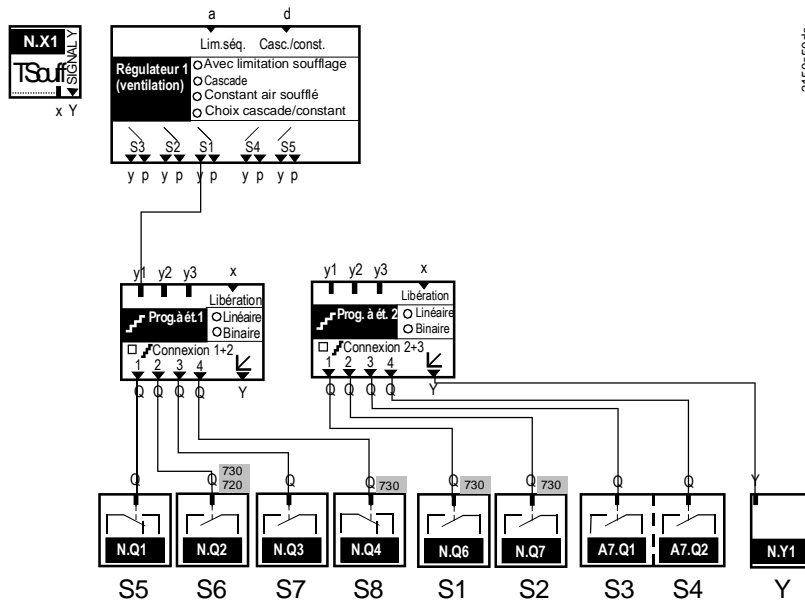 a d
N.X1
SIGNAL Y
TSouff
x Y
Lim.séq. Casc./const.
Régulateur 1
(ventilation)
Avec limitation soufflage
Cascade
Constant air soufflé
Choix cascade/constant
S3 S2 S1 S4 S5
y p y p y p y p y p
y1 y2 y3 x
Libération
Prog.à ét.1
Linéaire
Binaire
Connexion 1+2
1 2 3 4
Q Q Q Q Y
y1 y2 y3 x
Libération
Prog.à ét. 2
Linéaire
Binaire
Connexion 2+3
1 2 3 4
Q Q Q Q Y
730
720
730
730
730
Q Q Q Q Q Q Q Q Y
N.Q1 N.Q2 N.Q3 N.Q4 N.Q6 N.Q7 A7.Q1 A7.Q2 N.Y1
S5 S6 S7 S8 S1 S2 S3 S4 Y